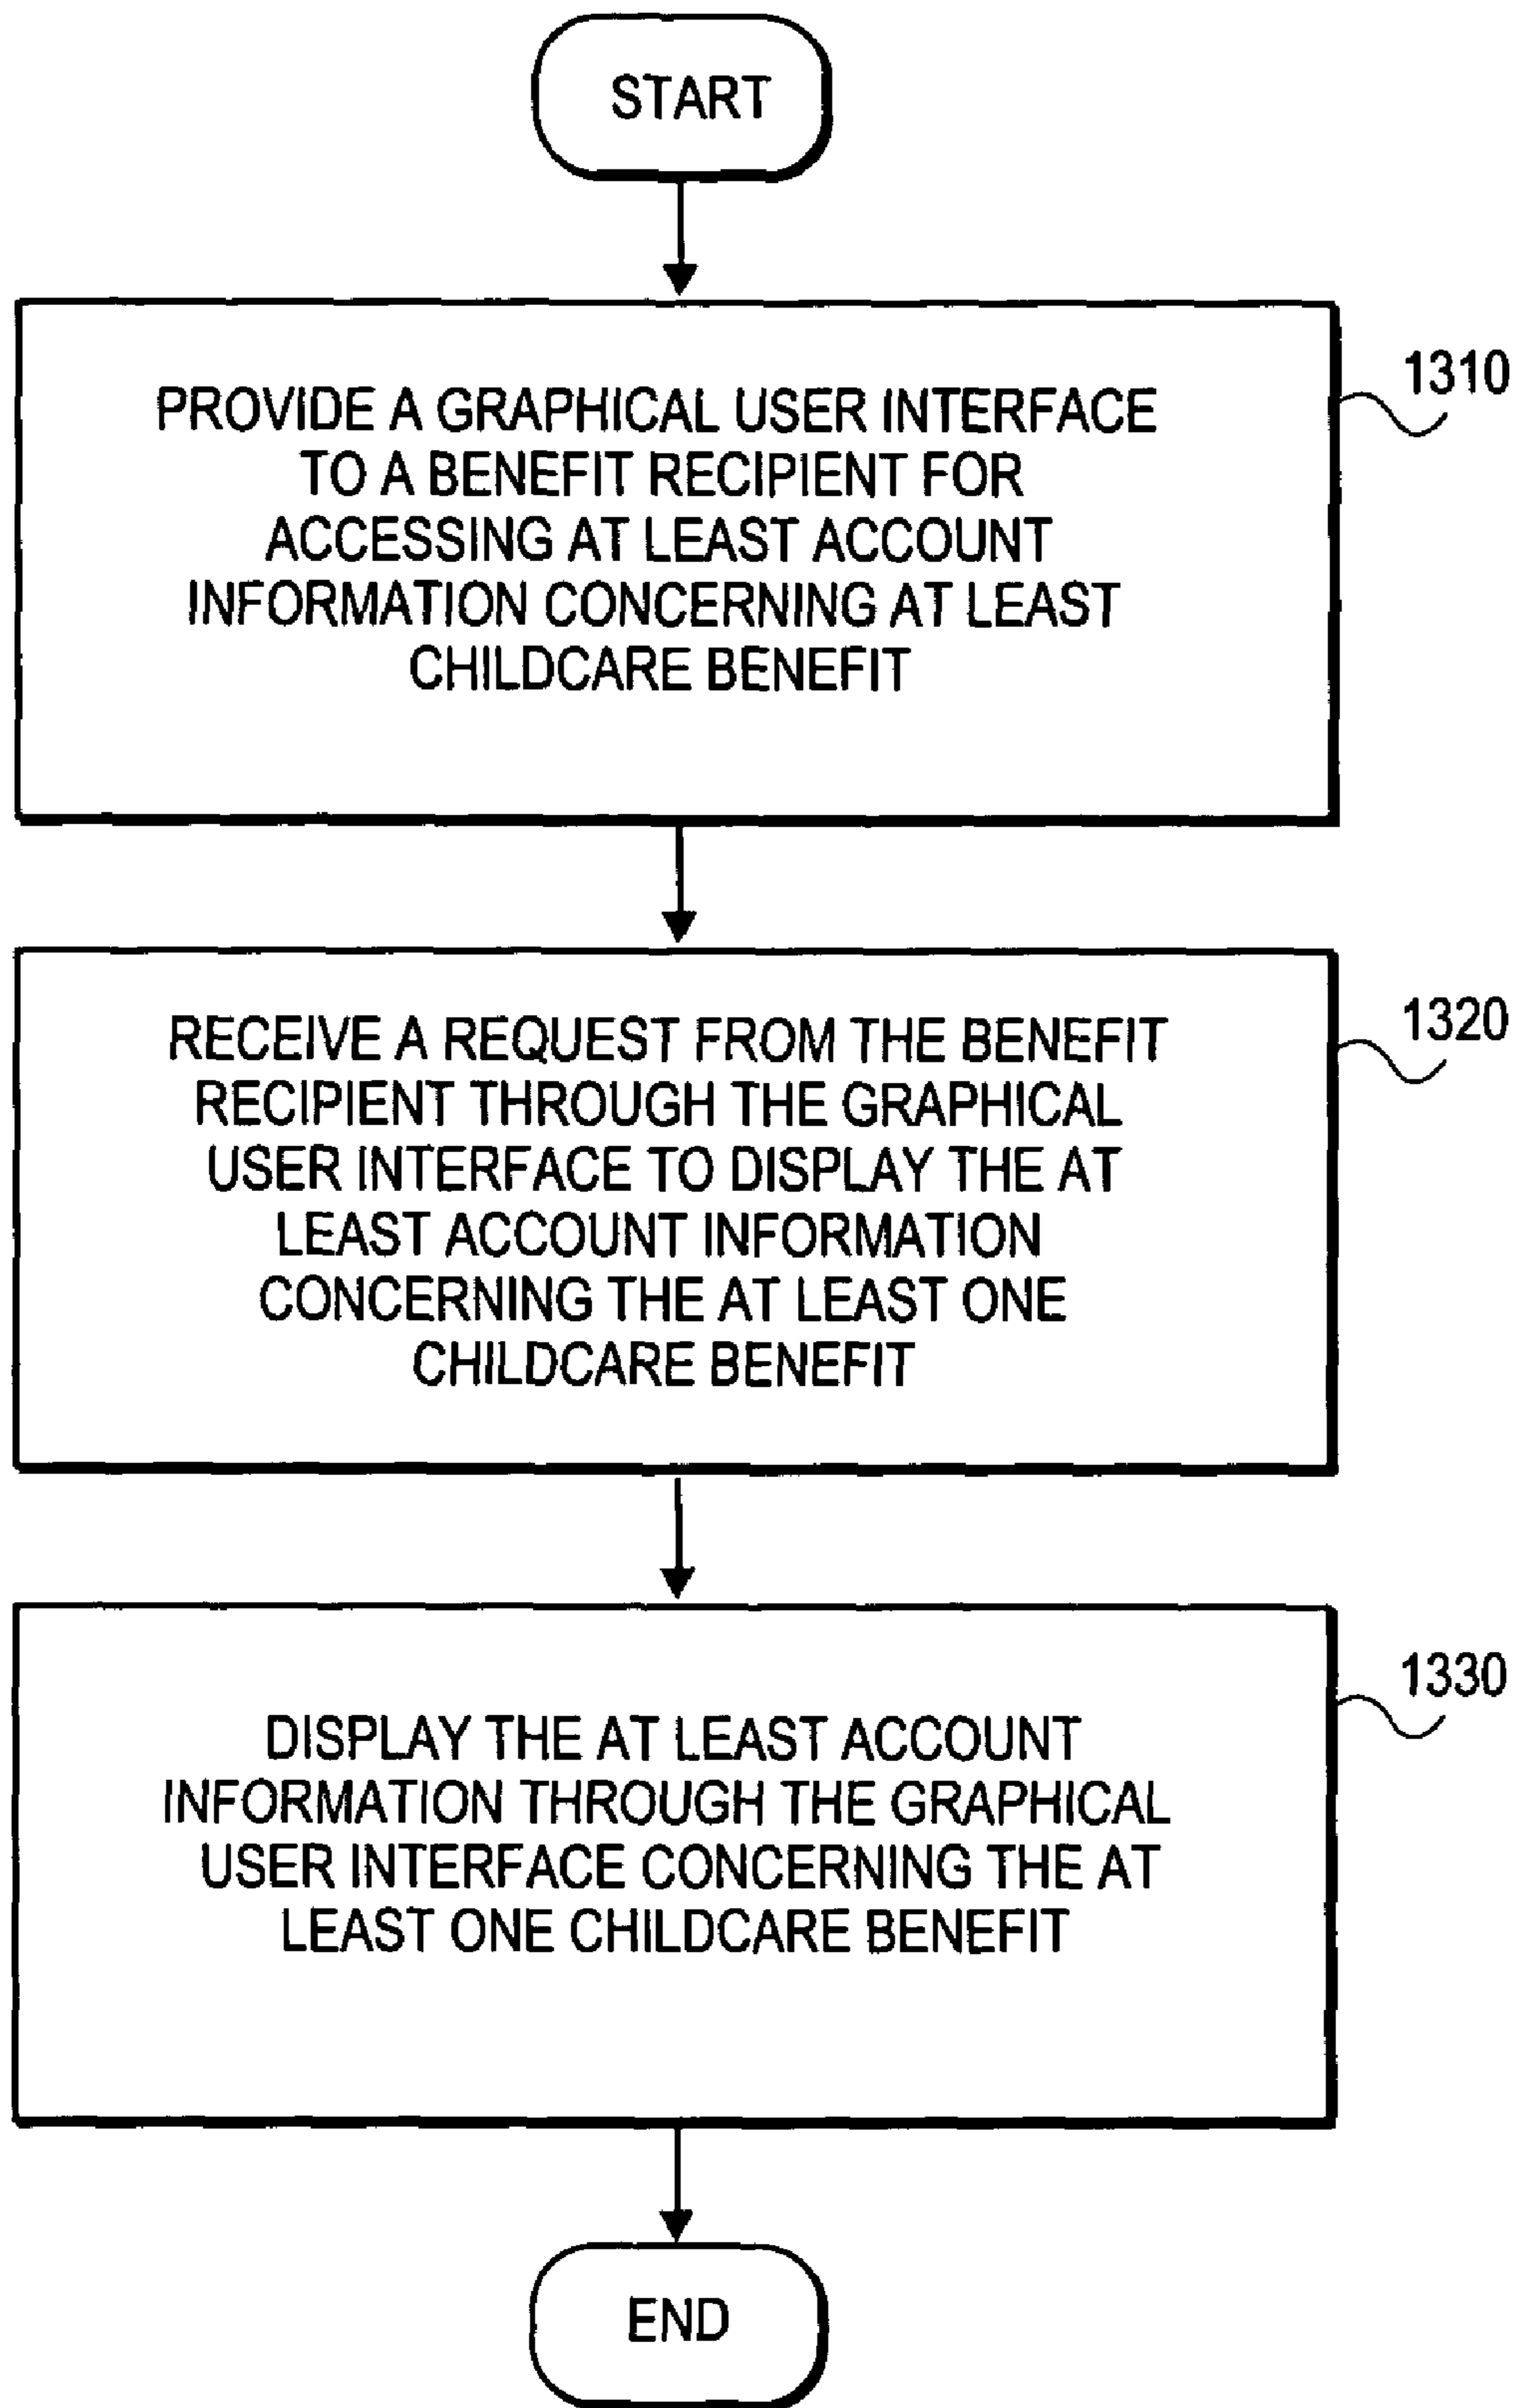 START
PROVIDE A GRAPHICAL USER INTERFACE
TO A BENEFIT RECIPIENT FOR
ACCESSING AT LEAST ACCOUNT
INFORMATION CONCERNING AT LEAST
CHILDCARE BENEFIT
1310
RECEIVE A REQUEST FROM THE BENEFIT
RECIPIENT THROUGH THE GRAPHICAL
USER INTERFACE TO DISPLAY THE AT
LEAST ACCOUNT INFORMATION
CONCERNING THE AT LEAST ONE
CHILDCARE BENEFIT
1320
DISPLAY THE AT LEAST ACCOUNT
INFORMATION THROUGH THE GRAPHICAL
USER INTERFACE CONCERNING THE AT
LEAST ONE CHILDCARE BENEFIT
1330
END